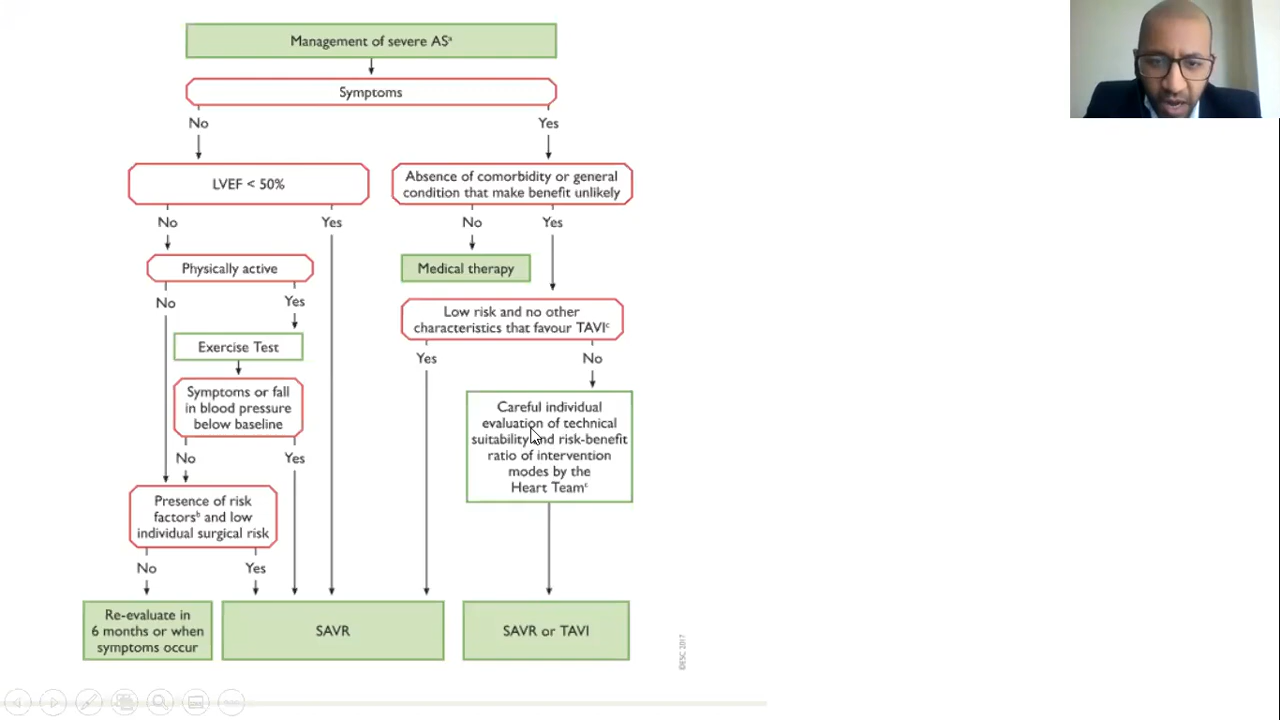 Management of severe ASᵃ
Symptoms
No
Yes
LVEF < 50%
Absence of comorbidity or general
condition that make benefit unlikely
No
Yes
No
Yes
Physically active
Medical therapy
No
Yes
Low risk and no other
characteristics that favour TAVIᶜ
Exercise Test
Yes
No
Symptoms or fall
in blood pressure
below baseline
Careful individual
evaluation of technical
suitability and risk-benefit
ratio of intervention
modes by the
Heart Teamᶜ
No
Yes
Presence of risk
factorsᵇ and low
individual surgical risk
No
Yes
Re-evaluate in
6 months or when
symptoms occur
SAVR
SAVR or TAVI
©ESC 2017